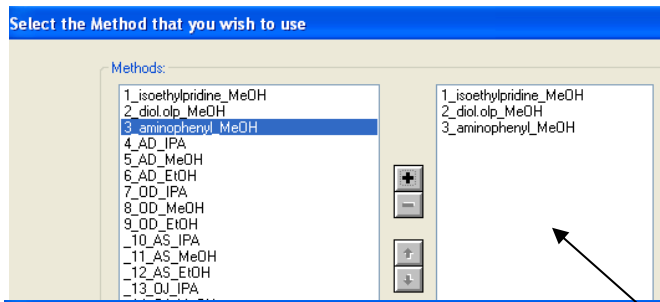 Select the Method that you wish to use
Methods:
1_isoethylpridine_MeOH
2_diol.olp_MeOH
3_aminophenyl_MeOH
4_AD_IPA
5_AD_MeOH
6_AD_EtOH
7_OD_IPA
8_OD_MeOH
9_OD_EtOH
_10_AS_IPA
_11_AS_MeOH
_12_AS_EtOH
_13_OJ_IPA
1_isoethylpridine_MeOH
2_diol.olp_MeOH
3_aminophenyl_MeOH